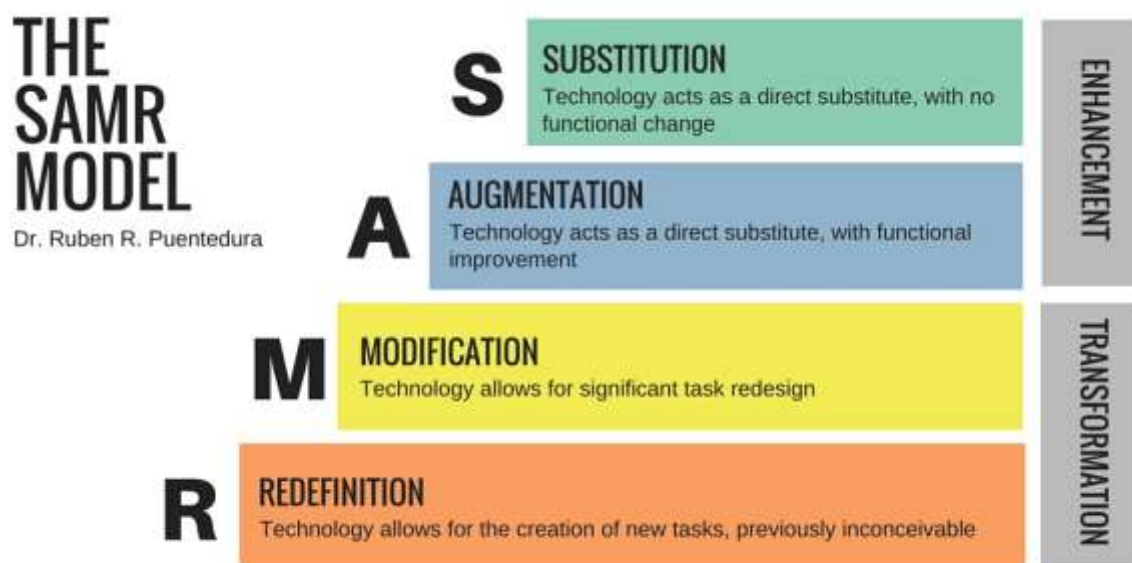 THE
SAMR
MODEL
Dr. Ruben R. Puentedura
S
SUBSTITUTION
Technology acts as a direct substitute, with no
functional change
A
AUGMENTATION
Technology acts as a direct substitute, with functional
improvement
ENHANCEMENT
M
MODIFICATION
Technology allows for significant task redesign
R
REDEFINITION
Technology allows for the creation of new tasks, previously inconceivable
TRANSFORMATION